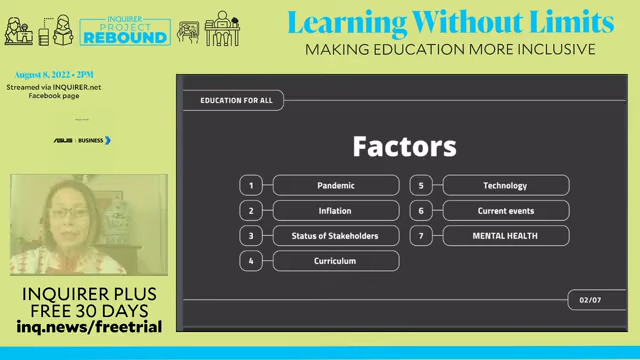 INQUIRER
PROJECT
REBOUND
Learning Without Limits
MAKING EDUCATION MORE INCLUSIVE
August 8, 2022 • 2PM
Streamed via INQUIRER.net
Facebook page
ASUS BUSINESS
EDUCATION FOR ALL
Factors
1 Pandemic
2 Inflation
3 Status of Stakeholders
4 Curriculum
5 Technology
6 Current events
7 MENTAL HEALTH
02/07
INQUIRER PLUS
FREE 30 DAYS
inq.news/freetrial